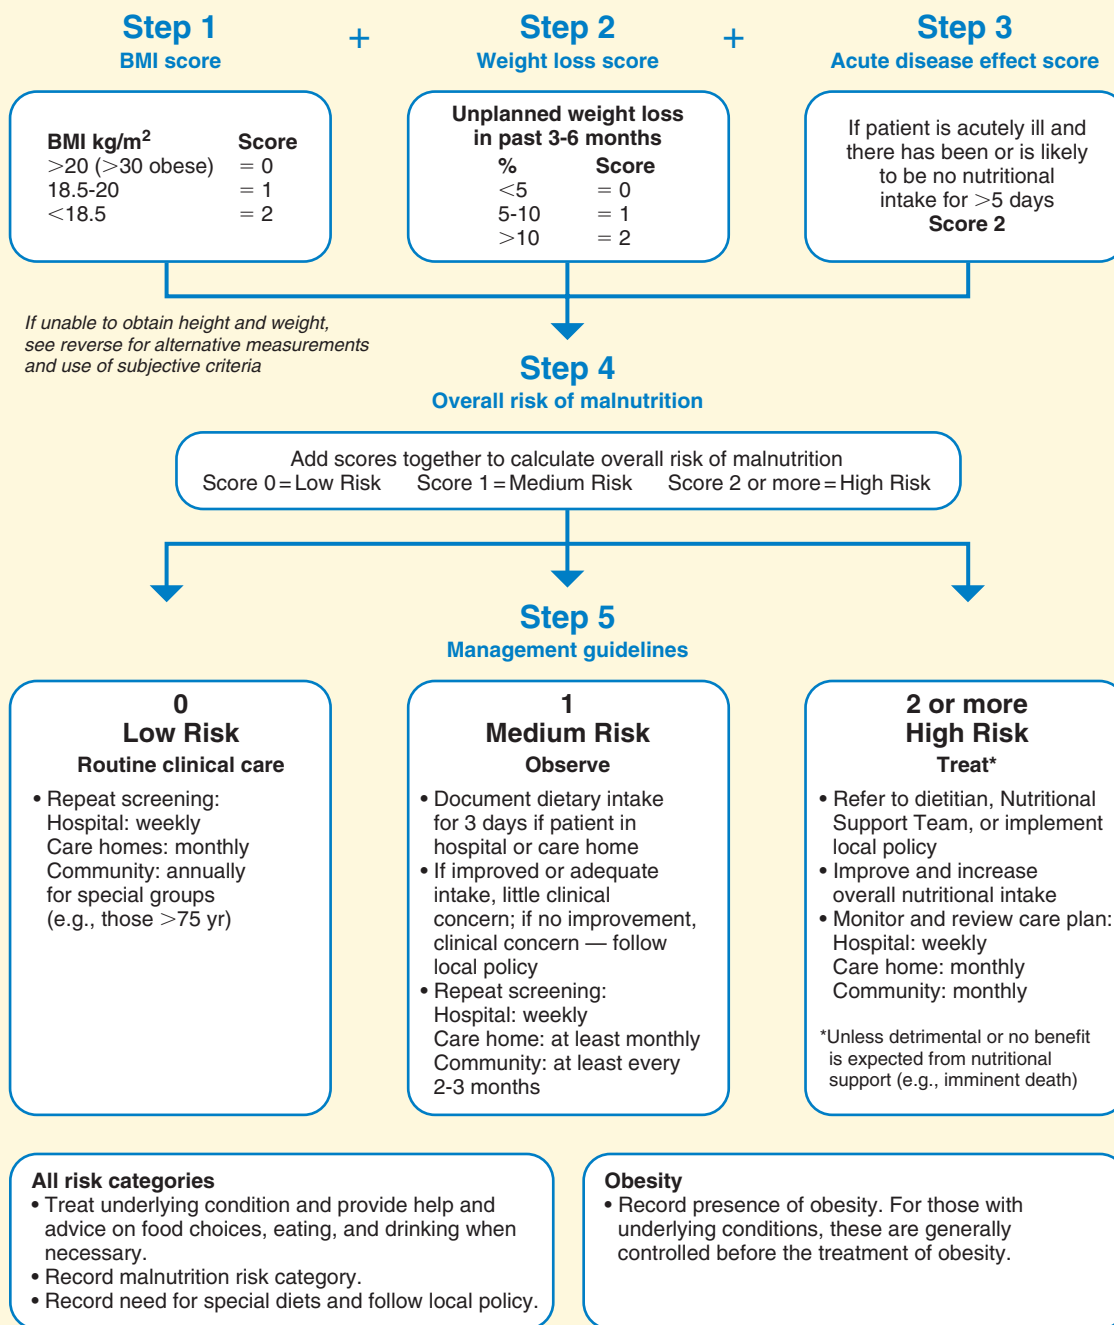 Step 1
BMI score
+
Step 2
Weight loss score
+
Step 3
Acute disease effect score
BMI kg/m² Score
>20 (>30 obese) = 0
18.5-20 = 1
<18.5 = 2
Unplanned weight loss
in past 3-6 months
% Score
<5 = 0
5-10 = 1
>10 = 2
If patient is acutely ill and
there has been or is likely
to be no nutritional
intake for >5 days
Score 2
If unable to obtain height and weight,
see reverse for alternative measurements
and use of subjective criteria
Step 4
Overall risk of malnutrition
Add scores together to calculate overall risk of malnutrition
Score 0=Low Risk Score 1=Medium Risk Score 2 or more=High Risk
Step 5
Management guidelines
0
Low Risk
Routine clinical care
• Repeat screening:
Hospital: weekly
Care homes: monthly
Community: annually
for special groups
(e.g., those >75 yr)
1
Medium Risk
Observe
• Document dietary intake
for 3 days if patient in
hospital or care home
• If improved or adequate
intake, little clinical
concern; if no improvement,
clinical concern — follow
local policy
• Repeat screening:
Hospital: weekly
Care home: at least monthly
Community: at least every
2-3 months
2 or more
High Risk
Treat*
• Refer to dietitian, Nutritional
Support Team, or implement
local policy
• Improve and increase
overall nutritional intake
• Monitor and review care plan:
Hospital: weekly
Care home: monthly
Community: monthly
*Unless detrimental or no benefit
is expected from nutritional
support (e.g., imminent death)
All risk categories
• Treat underlying condition and provide help and
advice on food choices, eating, and drinking when
necessary.
• Record malnutrition risk category.
• Record need for special diets and follow local policy.
Obesity
• Record presence of obesity. For those with
underlying conditions, these are generally
controlled before the treatment of obesity.